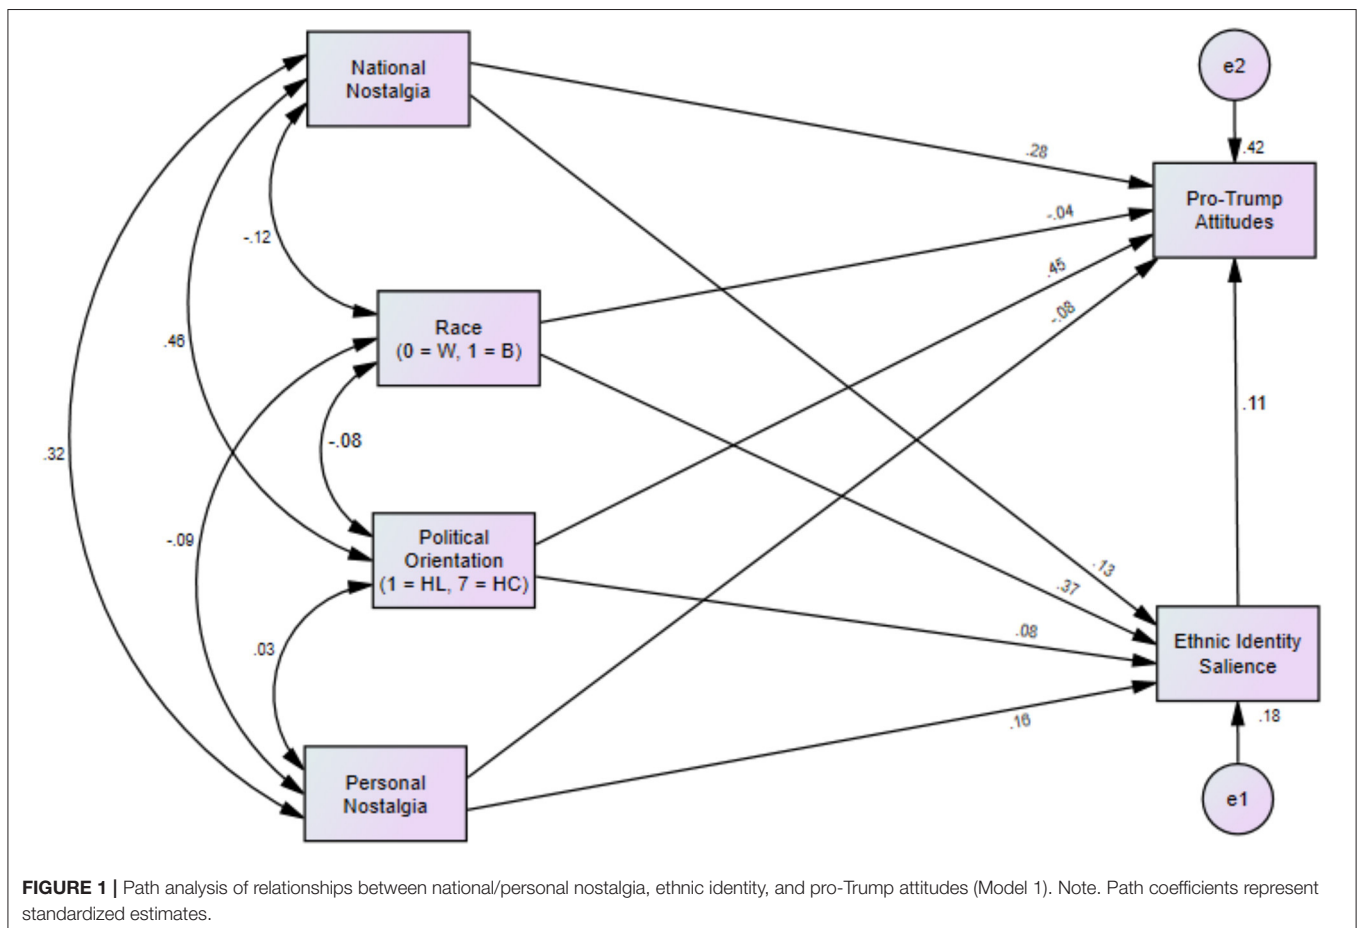 National
Nostalgia
e2
.42
.28
Pro-Trump
Attitudes
-.04
-.12
.45
-.08
Race
(0 = W, 1 = B)
.46
.11
-.08
.32
Political
Orientation
(1 = HL, 7 = HC)
-.09
.13
.37
.08
Ethnic Identity
Salience
.03
.18
.16
Personal
Nostalgia
e1
FIGURE 1 | Path analysis of relationships between national/personal nostalgia, ethnic identity, and pro-Trump attitudes (Model 1). Note. Path coefficients represent
standardized estimates.